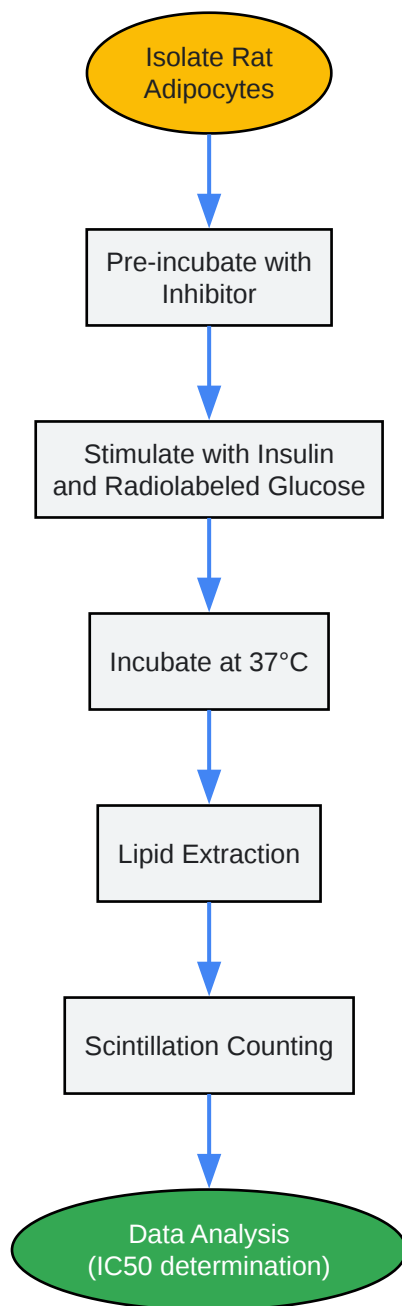 Isolate Rat
Adipocytes
Pre-incubate with
Inhibitor
Stimulate with Insulin
and Radiolabeled Glucose
Incubate at 37°C
Lipid Extraction
Scintillation Counting
Data Analysis
(IC50 determination)